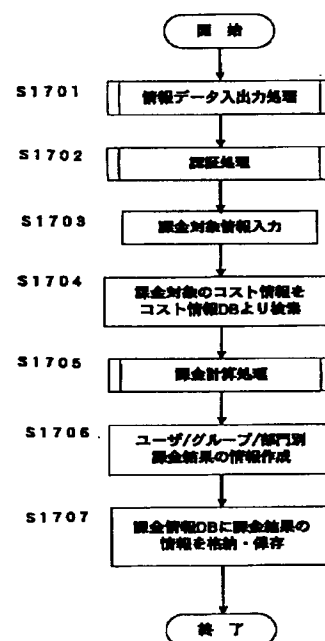 開 始
S1701
情報データ入出力処理
S1702
認証処理
S1703
課金対象情報入力
S1704
課金対象のコスト情報を
コスト情報DBより検索
S1705
課金計算処理
S1706
ユーザ/グループ/部門別
課金結果の情報作成
S1707
課金情報DBに課金結果の
情報を格納・保存
終 了